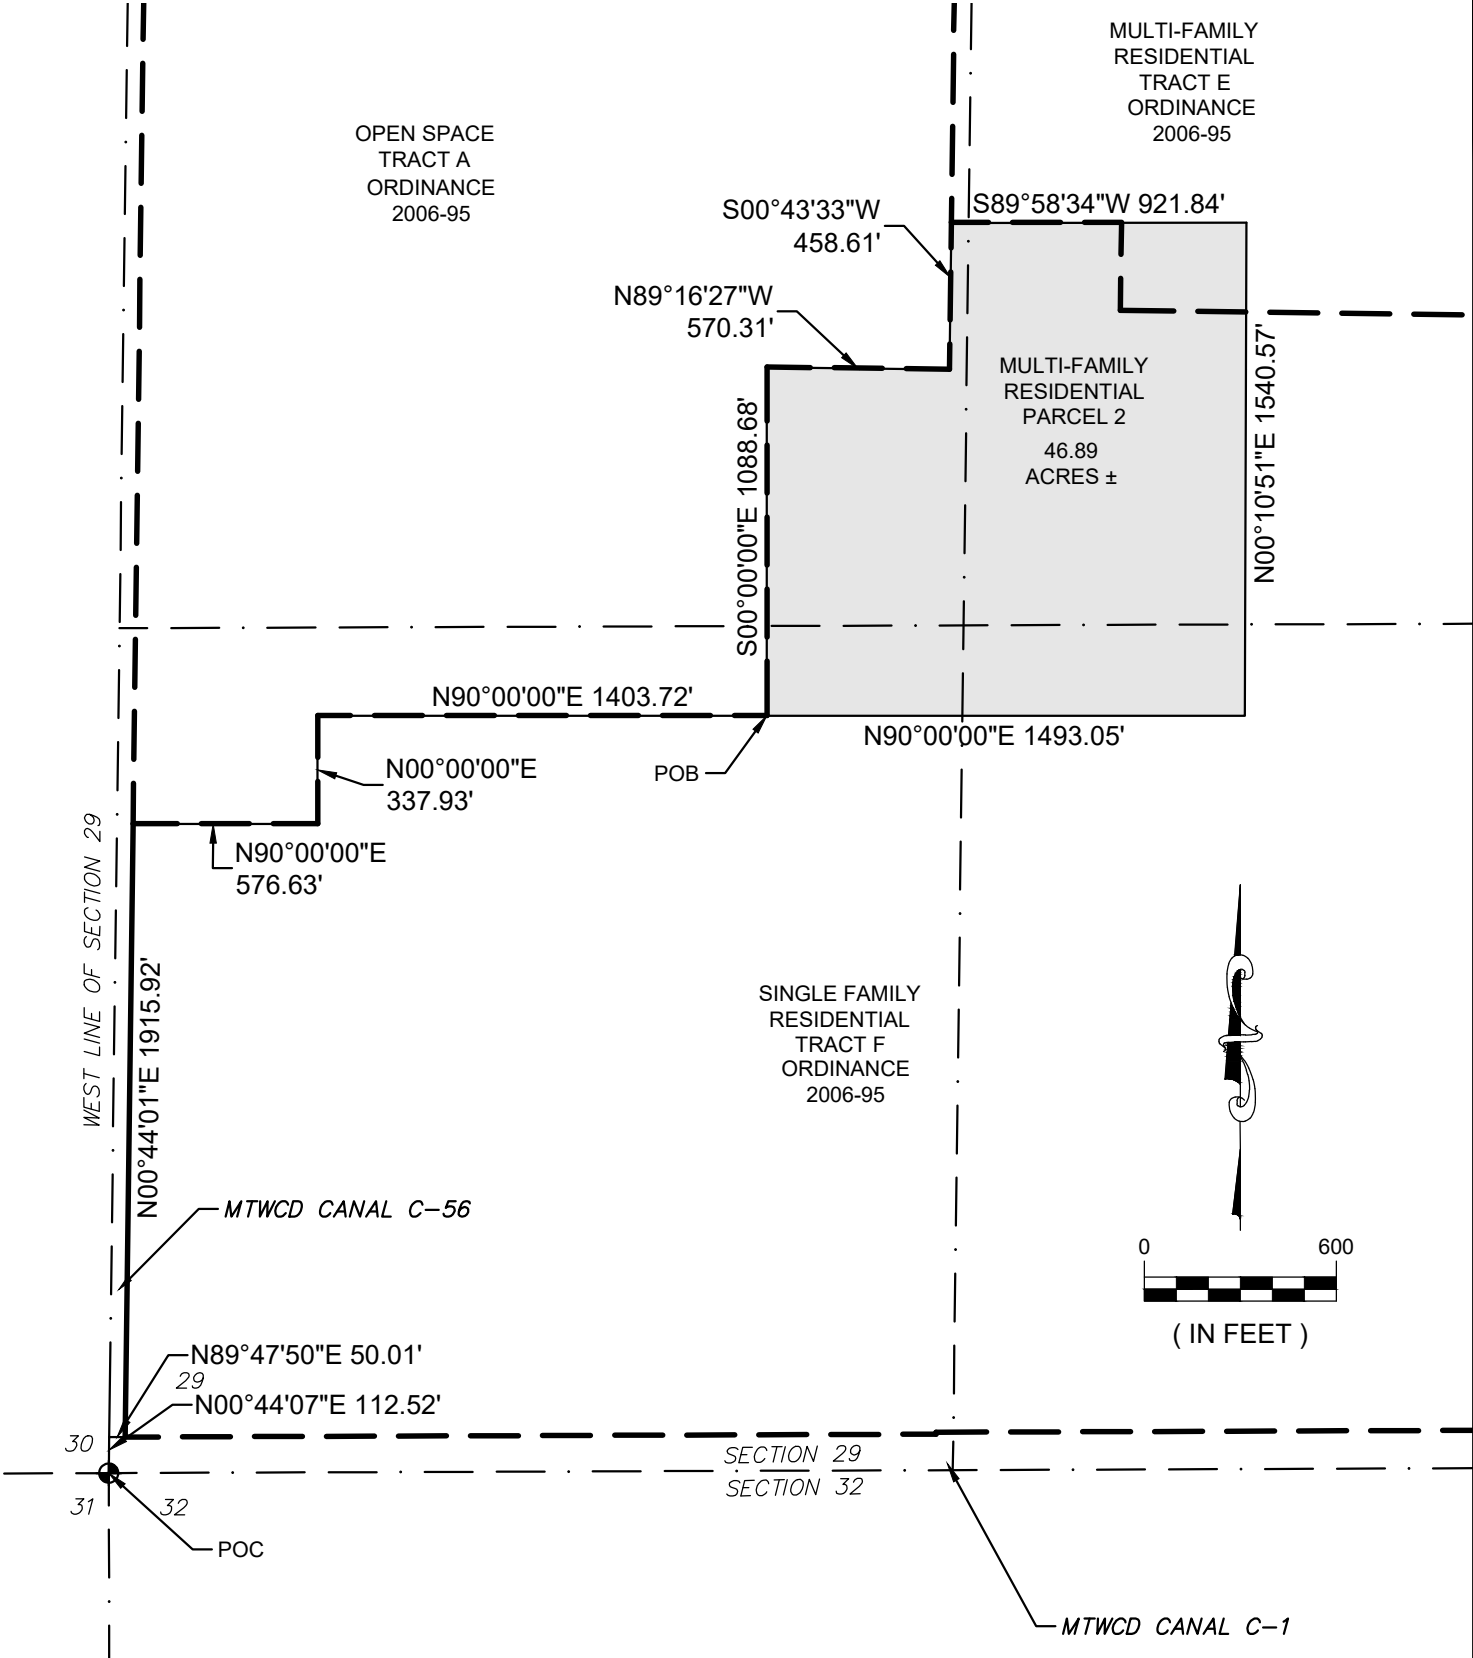 MULTI-FAMILY
RESIDENTIAL
TRACT E
ORDINANCE
2006-95
OPEN SPACE
TRACT A
ORDINANCE
2006-95
S00°43'33"W
458.61'
S89°58'34"W 921.84'
N89°16'27"W
570.31'
MULTI-FAMILY
RESIDENTIAL
PARCEL 2
46.89
ACRES ±
N00°10'51"E 1540.57'
S00°00'00"E 1088.68'
N90°00'00"E 1403.72'
N90°00'00"E 1493.05'
POB
N00°00'00"E
337.93'
N90°00'00"E
576.63'
WEST LINE OF SECTION 29
N00°44'01"E 1915.92'
SINGLE FAMILY
RESIDENTIAL
TRACT F
ORDINANCE
2006-95
MTWCD CANAL C-56
0 600
( IN FEET )
N89°47'50"E 50.01'
29
N00°44'07"E 112.52'
30
SECTION 29
SECTION 32
31 32
POC
MTWCD CANAL C-1